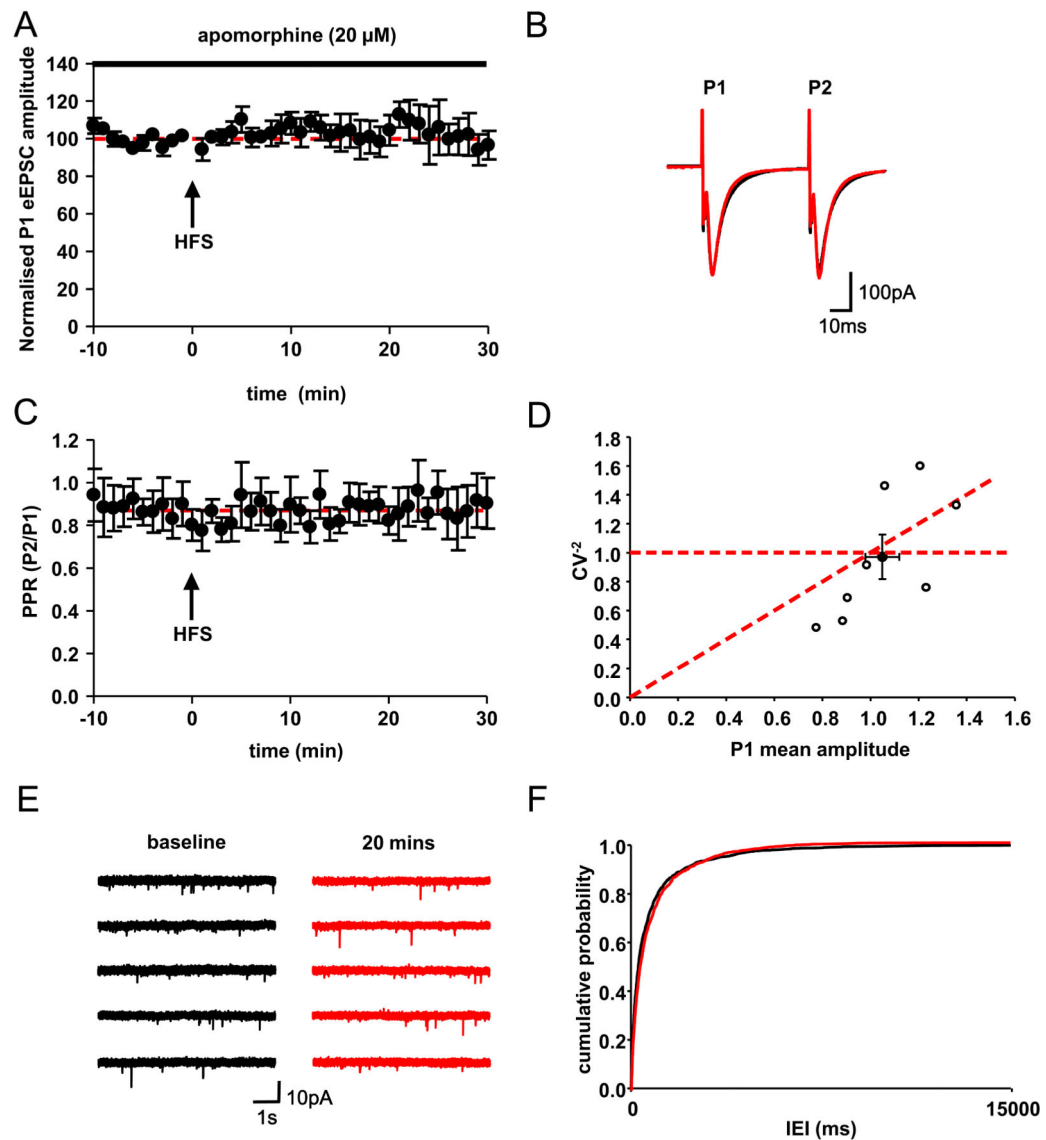 A
apomorphine (20 µM)
Normalised P1 eEPSC amplitude
140
120
100
80
60
40
20
0
HFS
-10
0
10
20
30
time (min)
B
P1
P2
100pA
10ms
C
PPR (P2/P1)
1.2
1.0
0.8
0.6
0.4
0.2
0.0
HFS
-10
0
10
20
30
time (min)
D
CV-2
1.8
1.6
1.4
1.2
1.0
0.8
0.6
0.4
0.2
0.0
0.0
0.2
0.4
0.6
0.8
1.0
1.2
1.4
1.6
P1 mean amplitude
E
baseline
20 mins
10pA
1s
F
cumulative probability
1.0
0.8
0.6
0.4
0.2
0.0
0
15000
IEI (ms)